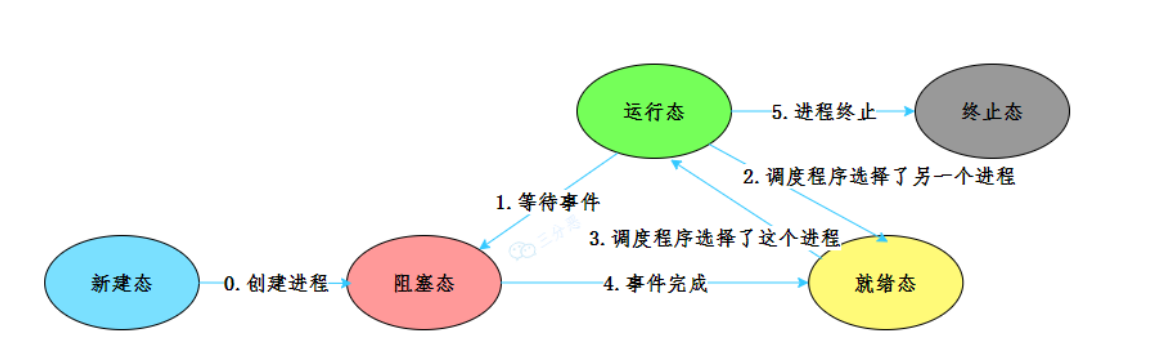 运行态
5.进程终止
终止态
2.调度程序选择了另一个进程
1.等待事件
三分恶
3.调度程序选择了这个进程
新建态
0.创建进程
阻塞态
4.事件完成
就绪态